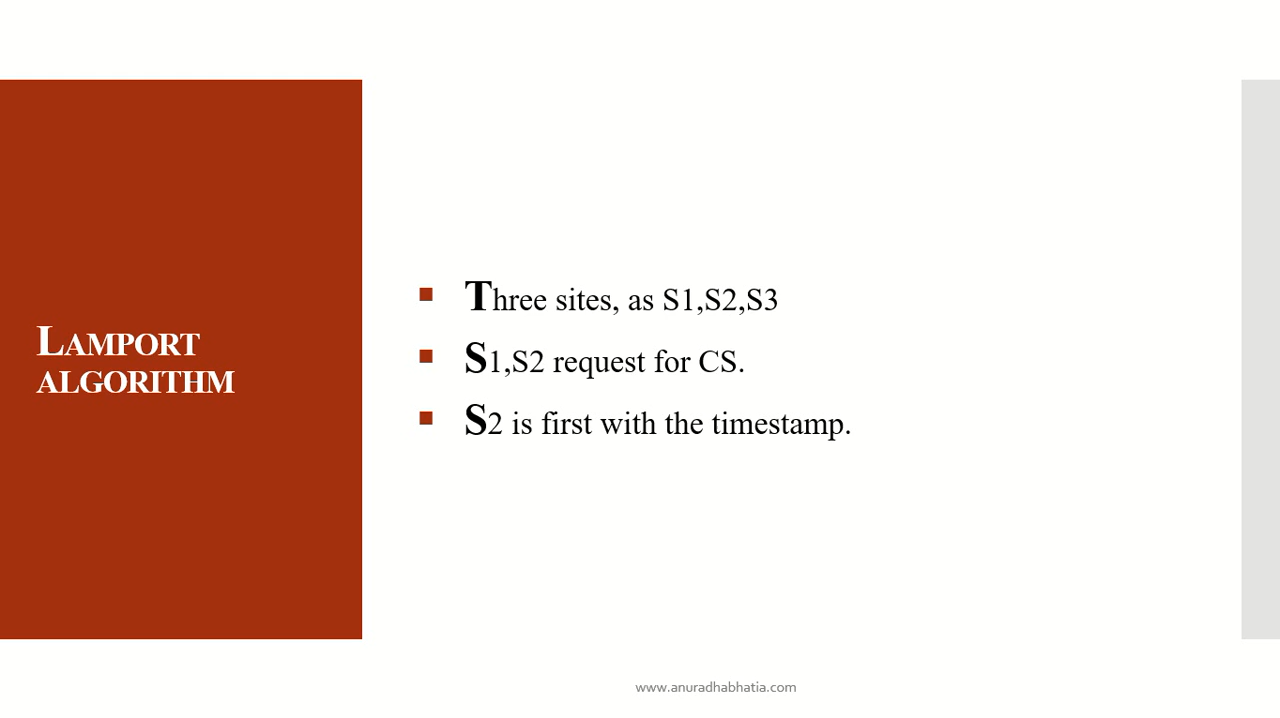 LAMPORT
ALGORITHM
Three sites, as S1,S2,S3
S1,S2 request for CS.
S2 is first with the timestamp.
www.anuradhabhatia.com